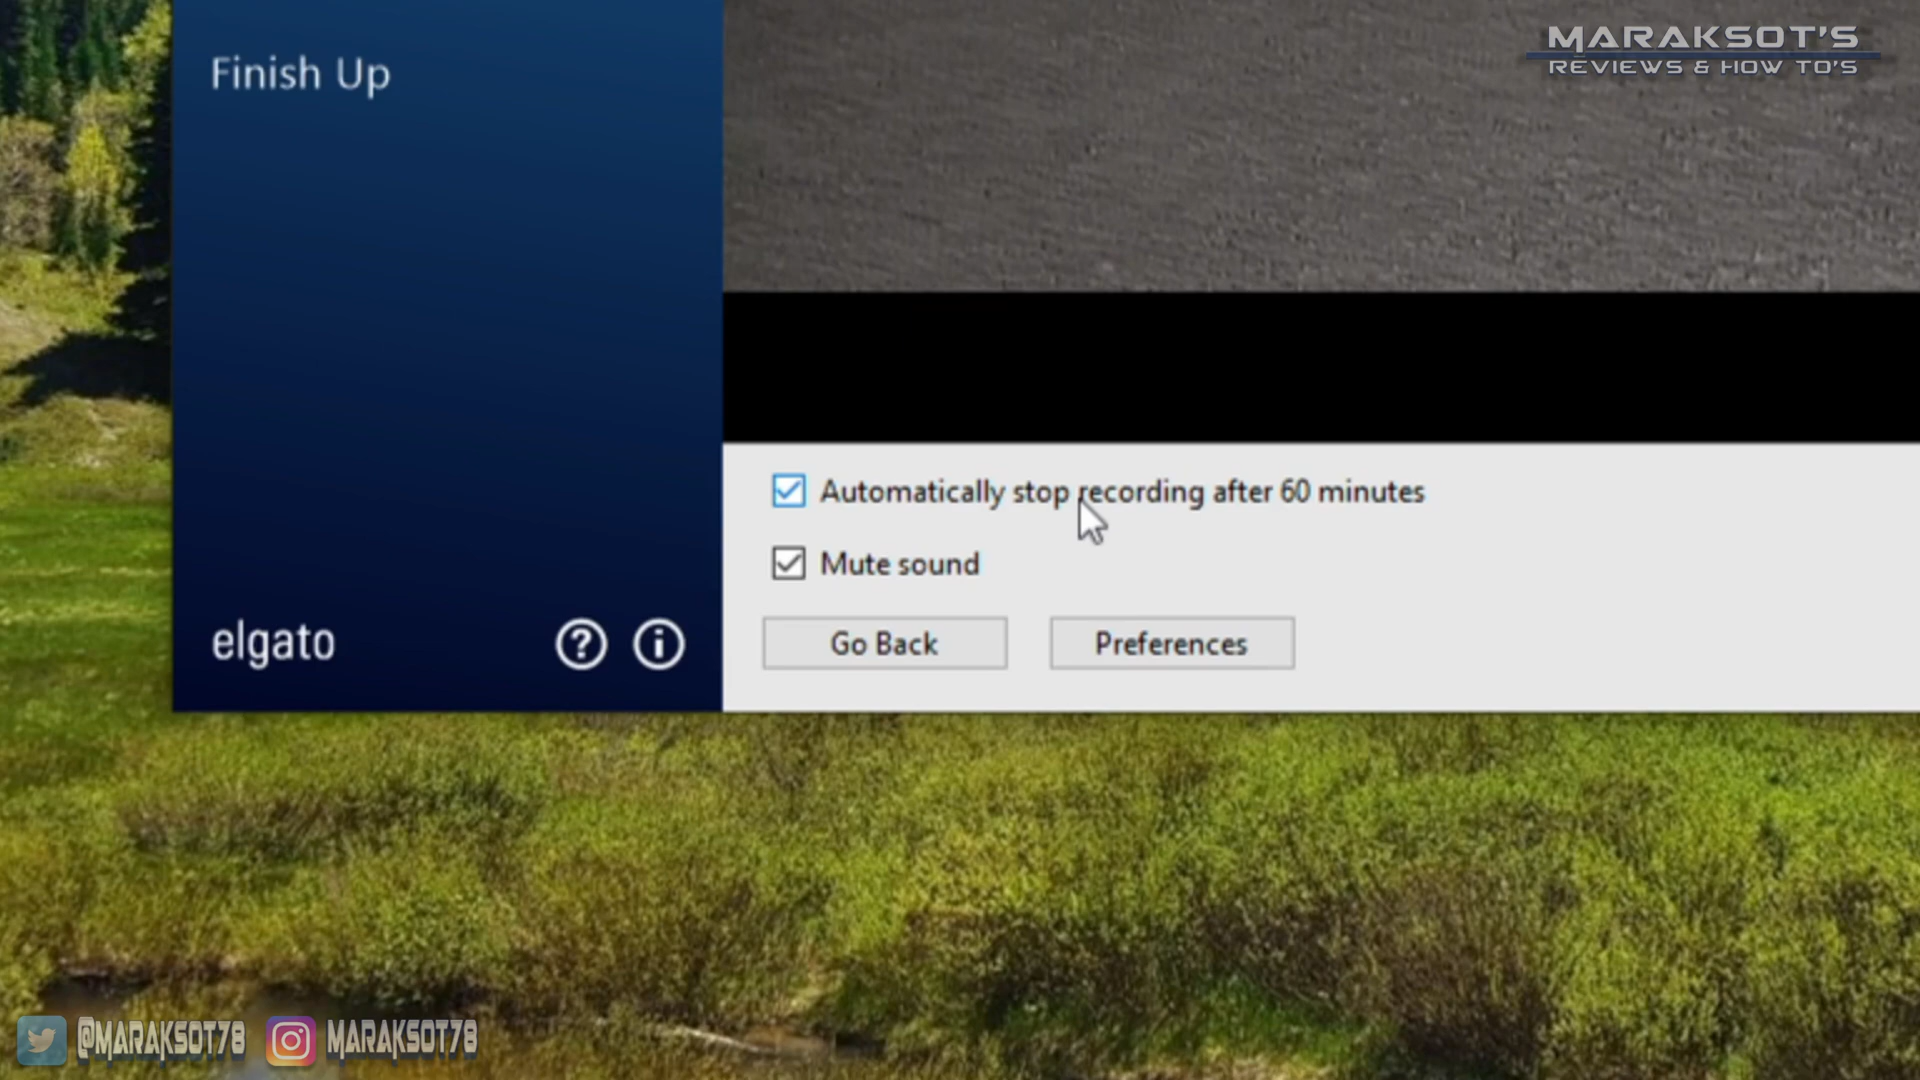 MARAKSOT'S
REVIEWS & HOW TO'S
Finish Up
Automatically stop recording after 60 minutes
Mute sound
elgato
Go Back
Preferences
@MARAKSOT78
MARAKSOT78